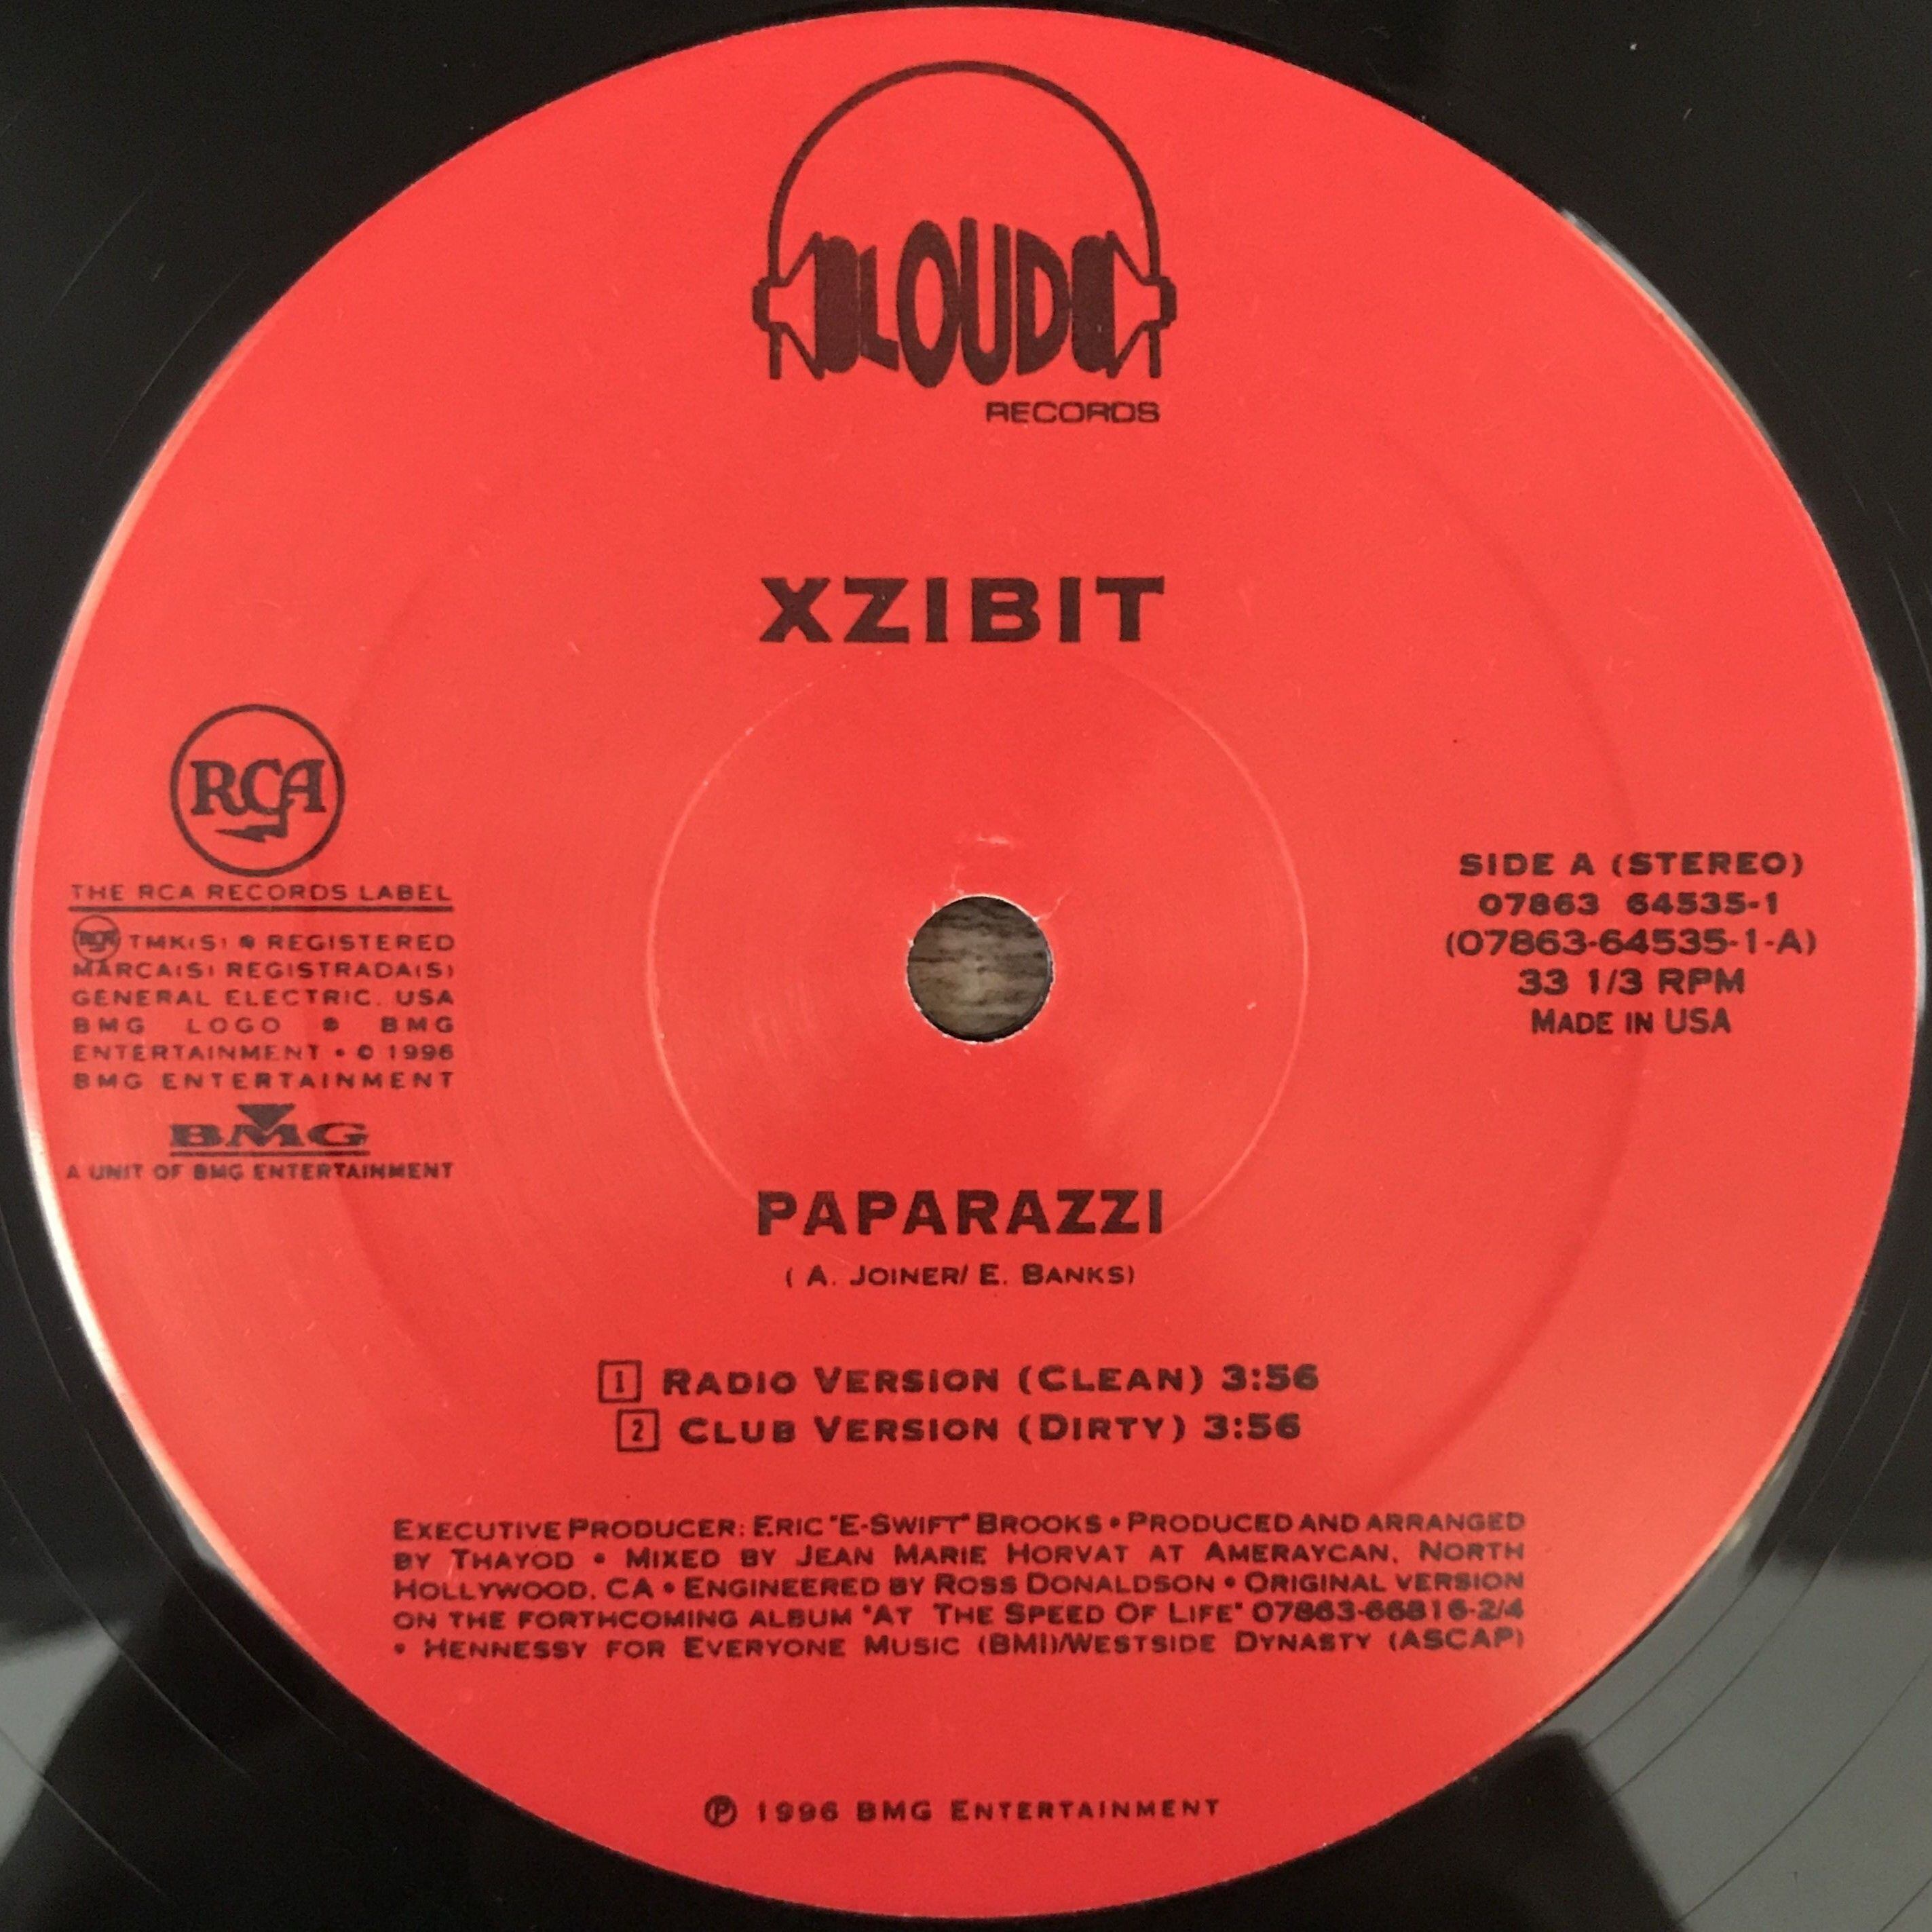 LOUD
RECORDS
XZIBIT
RCA
THE RCA RECORDS LABEL
RCA TMK(S) ® REGISTERED
MARCA(S) REGISTRADA(S)
GENERAL ELECTRIC. USA
BMG LOGO ® BMG
ENTERTAINMENT • © 1996
BMG ENTERTAINMENT
BMG
A UNIT OF BMG ENTERTAINMENT
SIDE A (STEREO)
07863 64535-1
(07863-64535-1-A)
33 1/3 RPM
MADE IN USA
PAPARAZZI
( A. JOINER/ E. BANKS)
1 RADIO VERSION (CLEAN) 3:56
2 CLUB VERSION (DIRTY) 3:56
EXECUTIVE PRODUCER: ERIC "E-SWIFT" BROOKS • PRODUCED AND ARRANGED
BY THAYOD • MIXED BY JEAN MARIE HORVAT AT AMERAYCAN, NORTH
HOLLYWOOD, CA • ENGINEERED BY ROSS DONALDSON • ORIGINAL VERSION
ON THE FORTHCOMING ALBUM "AT THE SPEED OF LIFE" 07863-66816-2/4
• HENNESSY FOR EVERYONE MUSIC (BMI)/WESTSIDE DYNASTY (ASCAP)
℗ 1996 BMG ENTERTAINMENT